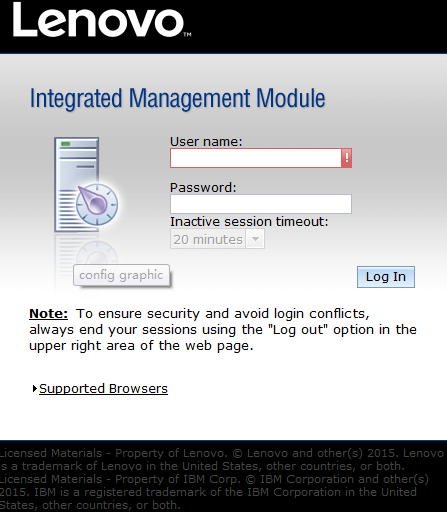 Lenovo™
Integrated Management Module
User name:
!
Password:
Inactive session timeout:
20 minutes
config graphic
Log In
Note: To ensure security and avoid login conflicts,
always end your sessions using the "Log out" option in the
upper right area of the web page.
Supported Browsers
Licensed Materials - Property of Lenovo. © Lenovo and other(s) 2015. Lenovo
is a trademark of Lenovo in the United States, other countries, or both.
Licensed Materials - Property of IBM Corp. © IBM Corporation and other(s)
2015. IBM is a registered trademark of the IBM Corporation in the United
States, other countries, or both.